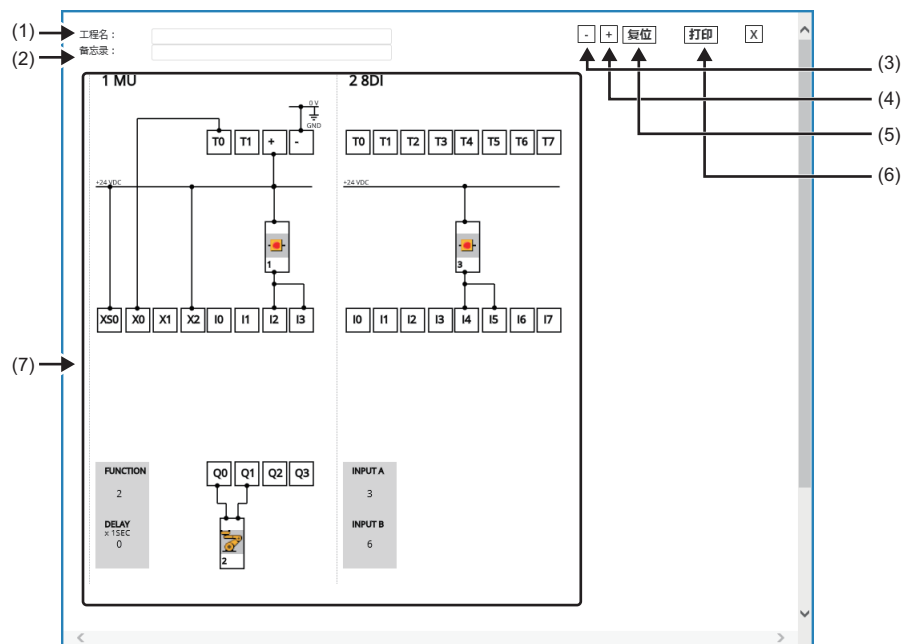 (1)
工程名：
(2)
备忘录：
- + 复位 打印 X
(3)
(4)
(5)
(6)
(7)
1 MU
2 8DI
0 V
GND
T0 T1 + -
T0 T1 T2 T3 T4 T5 T6 T7
+24 VDC
+24 VDC
1
3
XS0 X0 X1 X2 I0 I1 I2 I3
I0 I1 I2 I3 I4 I5 I6 I7
FUNCTION
2
DELAY
x 1SEC
0
Q0 Q1 Q2 Q3
2
INPUT A
3
INPUT B
6